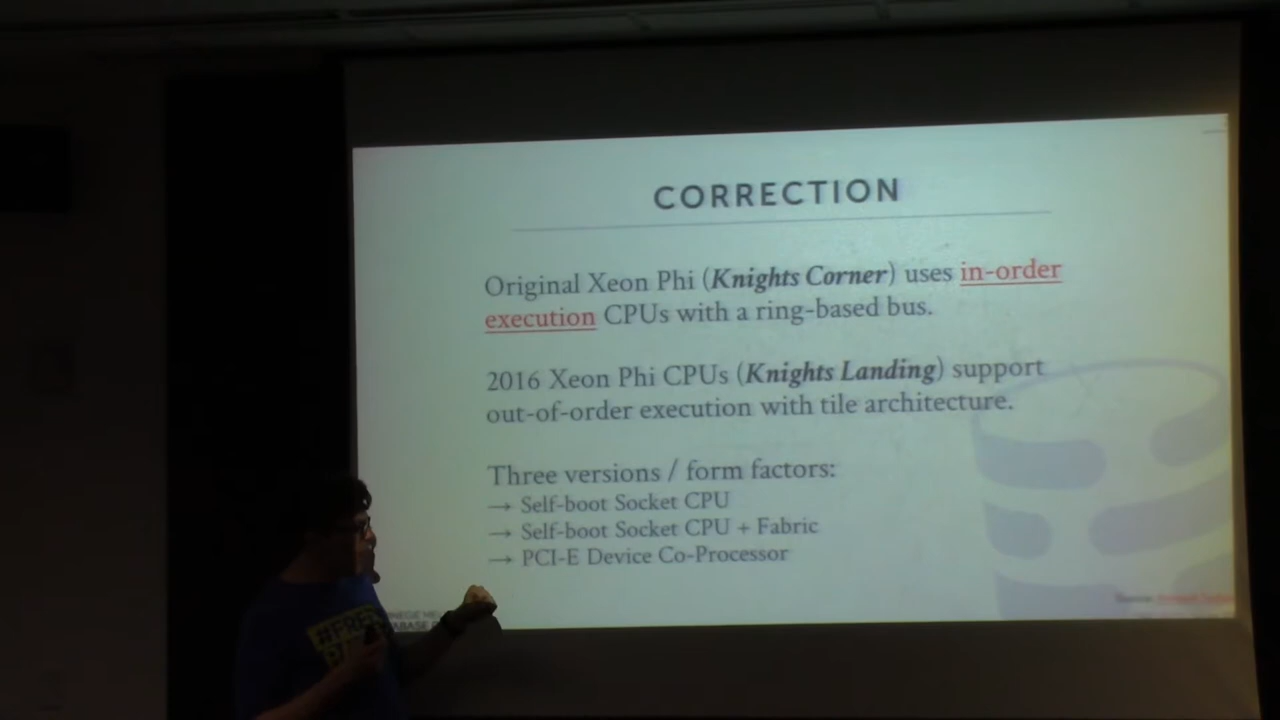 CORRECTION
Original Xeon Phi (Knights Corner) uses in-order
execution CPUs with a ring-based bus.
2016 Xeon Phi CPUs (Knights Landing) support
out-of-order execution with tile architecture.
Three versions / form factors:
→ Self-boot Socket CPU
→ Self-boot Socket CPU + Fabric
→ PCI-E Device Co-Processor